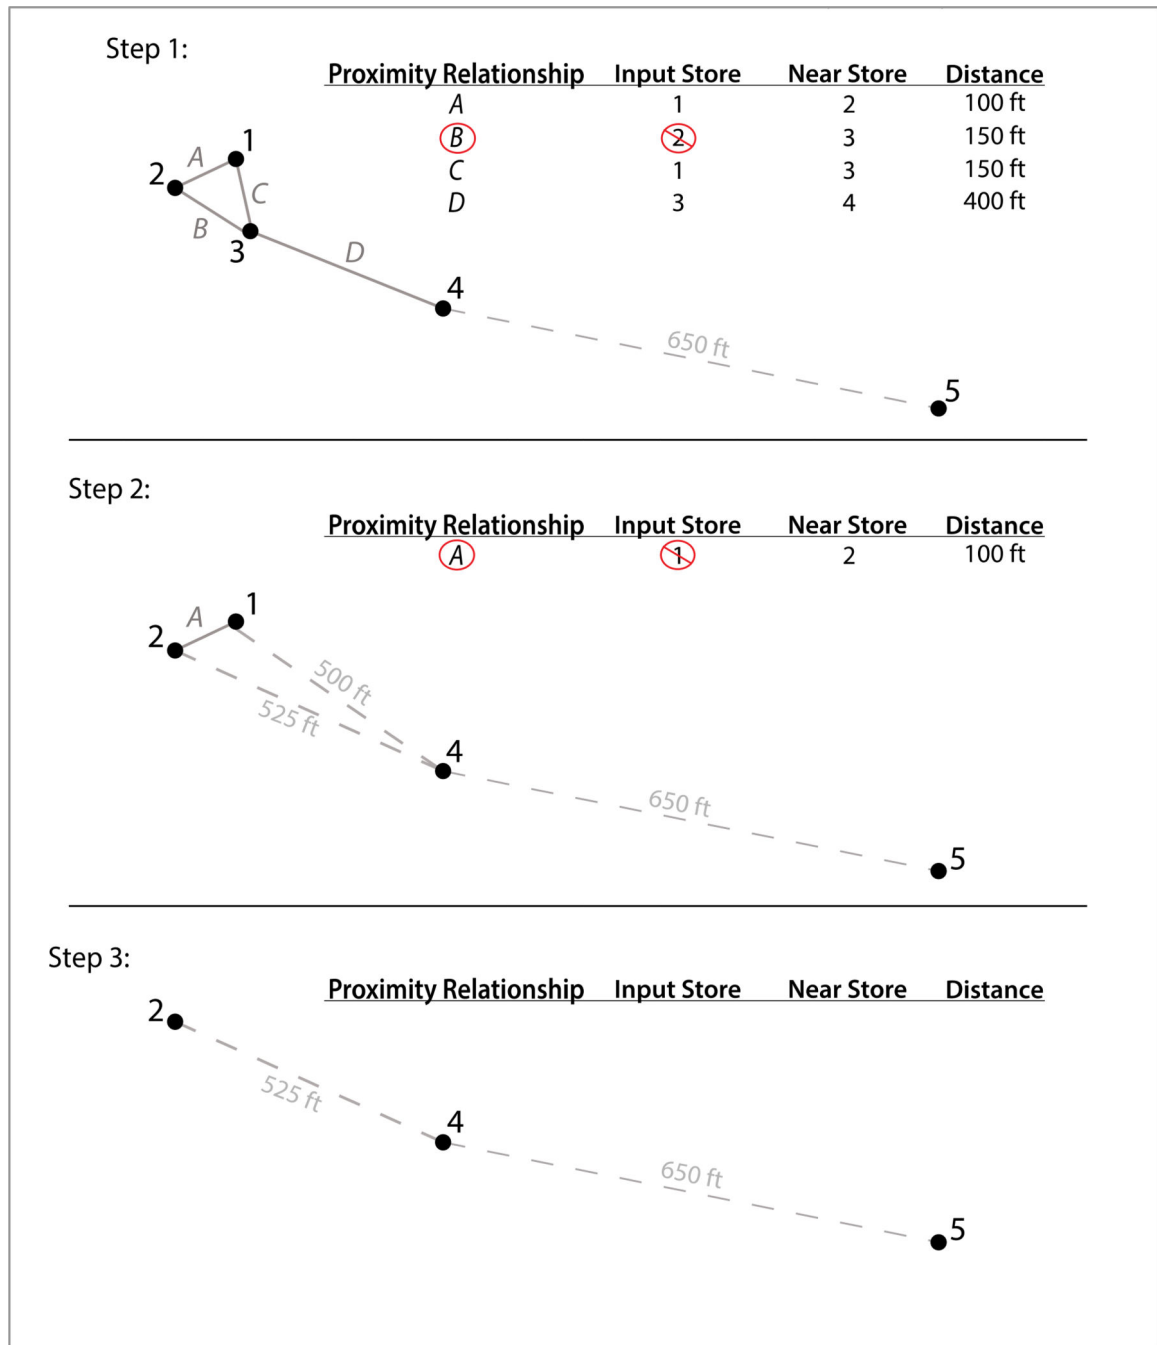 Step 1:
Proximity Relationship Input Store Near Store Distance
A 1 2 100 ft
B 2 3 150 ft
C 1 3 150 ft
D 3 4 400 ft
1
A
2
C
B
3
D
4
650 ft
5
Step 2:
Proximity Relationship Input Store Near Store Distance
A 1 2 100 ft
1
A
2
500 ft
525 ft
4
650 ft
5
Step 3:
Proximity Relationship Input Store Near Store Distance
2
525 ft
4
650 ft
5